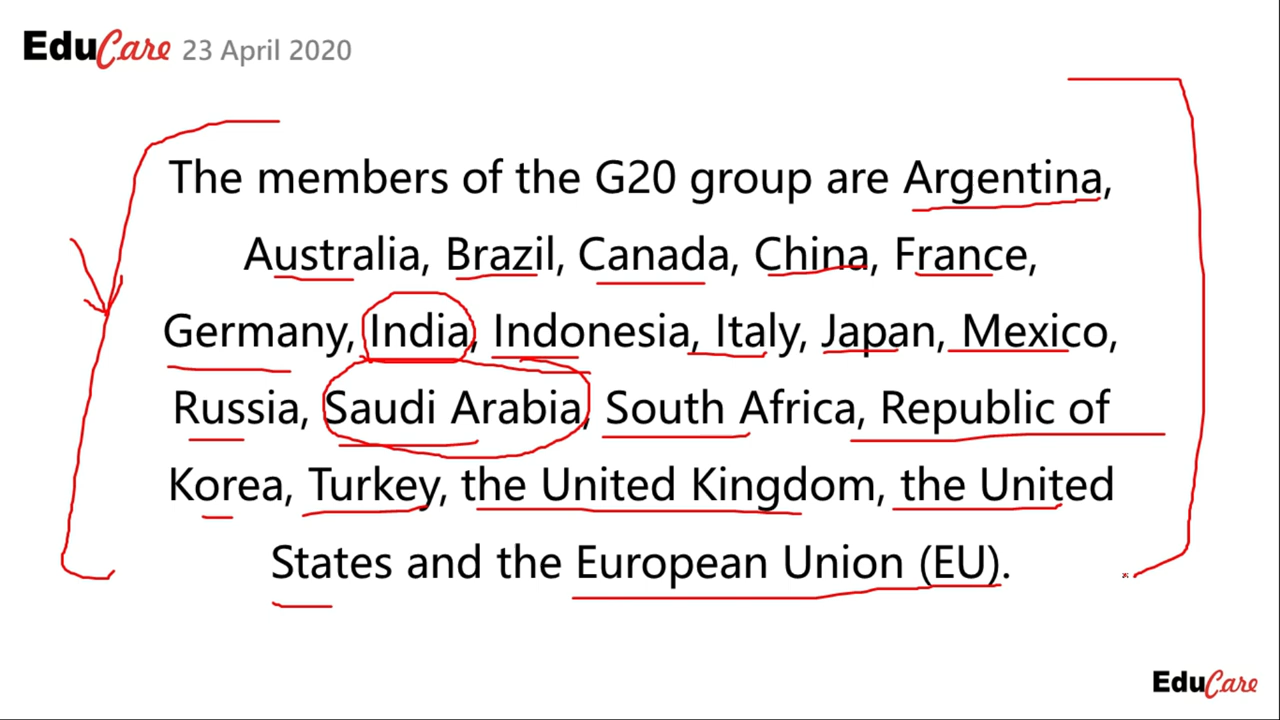 EduCare 23 April 2020
The members of the G20 group are Argentina,
Australia, Brazil, Canada, China, France,
Germany, India, Indonesia, Italy, Japan, Mexico,
Russia, Saudi Arabia, South Africa, Republic of
Korea, Turkey, the United Kingdom, the United
States and the European Union (EU).
EduCare